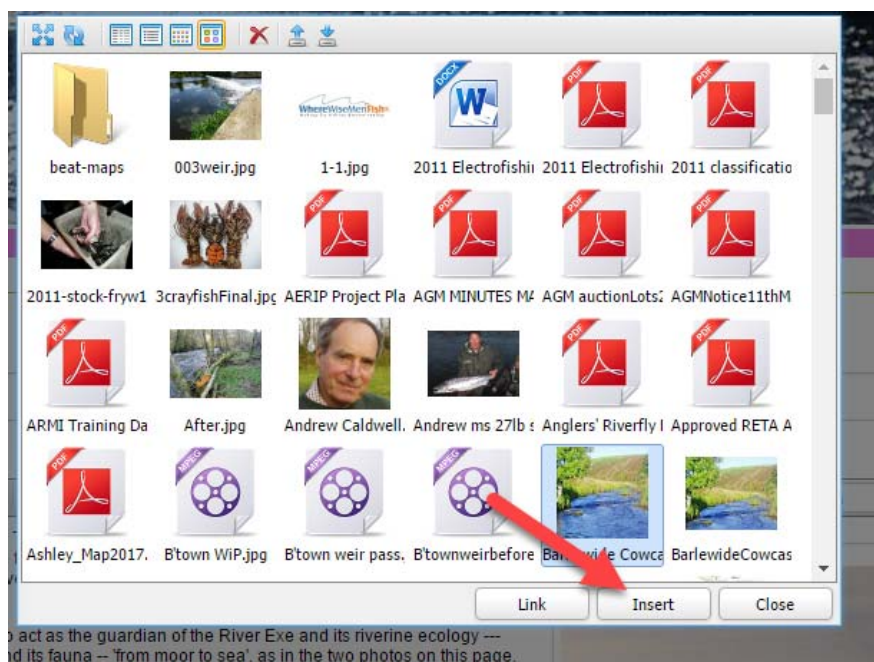 WhereWiseMenFish
DOCX
W
PDF
PDF
beat-maps 003weir.jpg 1-1.jpg 2011 Electrofishin 2011 Electrofishi 2011 classificatio
PDF
PDF
PDF
PDF
2011-stock-fryw1 3crayfishFinal.jpg AERIP Project Pla AGM MINUTES MA AGM auctionLots2 AGMNotice11thM
PDF
PDF
PDF
ARMI Training Da After.jpg Andrew Caldwell. Andrew ms 27lb s Anglers' Riverfly Approved RETA A
PDF
MPEG
MPEG
MPEG
Ashley_Map2017. B'town WiP.jpg B'town weir pass. B'townweirbefore Cowca BarlewideCowcas
Link Insert Close
act as the guardian of the River Exe and its riverine ecology ---
its fauna -- 'from moor to sea', as in the two photos on this page.